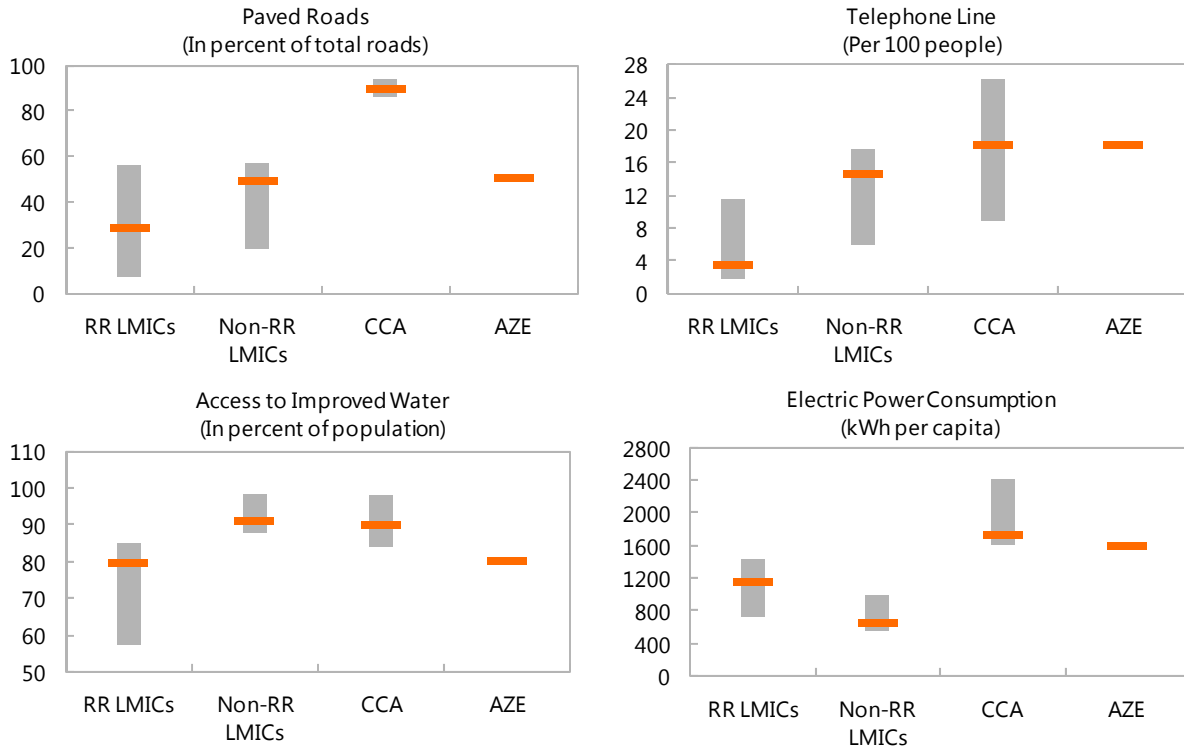 Paved Roads
(In percent of total roads)
100
80
60
40
20
0
RR LMICs
Non-RR
LMICs
CCA
AZE
Telephone Line
(Per 100 people)
28
24
20
16
12
8
4
0
RR LMICs
Non-RR
LMICs
CCA
AZE
Access to Improved Water
(In percent of population)
110
100
90
80
70
60
50
RR LMICs
Non-RR
LMICs
CCA
AZE
Electric Power Consumption
(kWh per capita)
2800
2400
2000
1600
1200
800
400
0
RR LMICs
Non-RR
LMICs
CCA
AZE